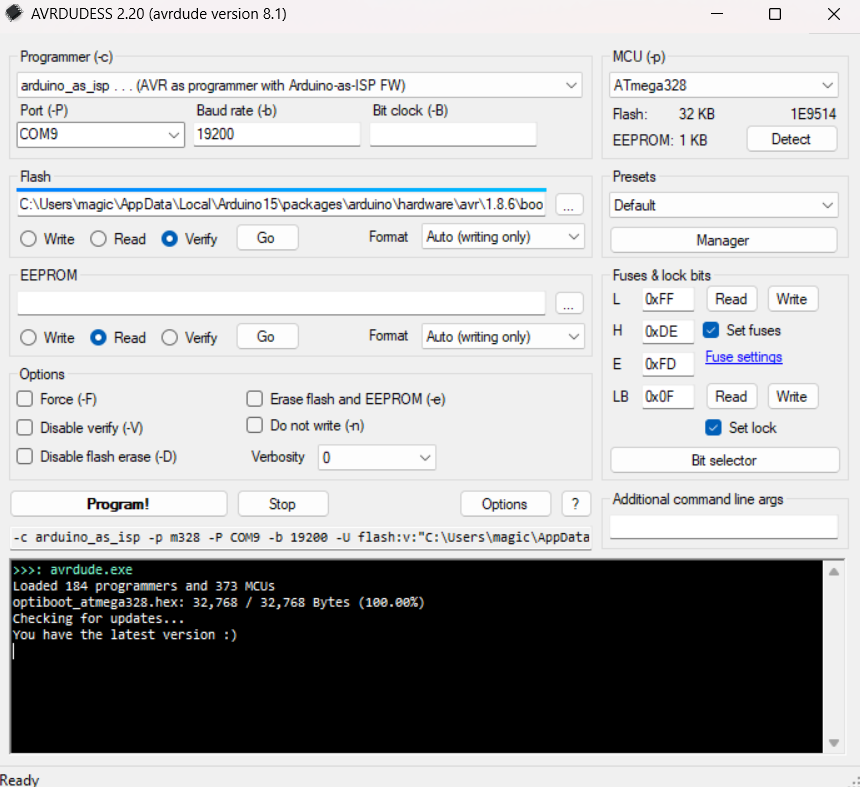 AVRDUDESS 2.20 (avrdude version 8.1)
Programmer (-c)
arduino_as_isp . . . (AVR as programmer with Arduino-as-ISP FW)
Port (-P)
Baud rate (-b)
Bit clock (-B)
COM9
19200
MCU (-p)
ATmega328
Flash: 32 KB 1E9514
EEPROM: 1 KB
Detect
Flash
C:\Users\magic\AppData\Local\Arduino15\packages\arduino\hardware\avr\1.8.6\boo
...
Write Read Verify Go Format Auto (writing only)
Presets
Default
Manager
EEPROM
...
Write Read Verify Go Format Auto (writing only)
Fuses & lock bits
L 0xFF Read Write
H 0xDE Set fuses
E 0xFD Fuse settings
LB 0x0F Read Write
Set lock
Bit selector
Options
Force (-F) Erase flash and EEPROM (-e)
Disable verify (-V) Do not write (-n)
Disable flash erase (-D) Verbosity 0
Program! Stop Options ?
Additional command line args
-c arduino_as_isp -p m328 -P COM9 -b 19200 -U flash:v:"C:\Users\magic\AppData
>>>: avrdude.exe
Loaded 184 programmers and 373 MCUs
optiboot_atmega328.hex: 32,768 / 32,768 Bytes (100.00%)
Checking for updates...
You have the latest version :)
Ready